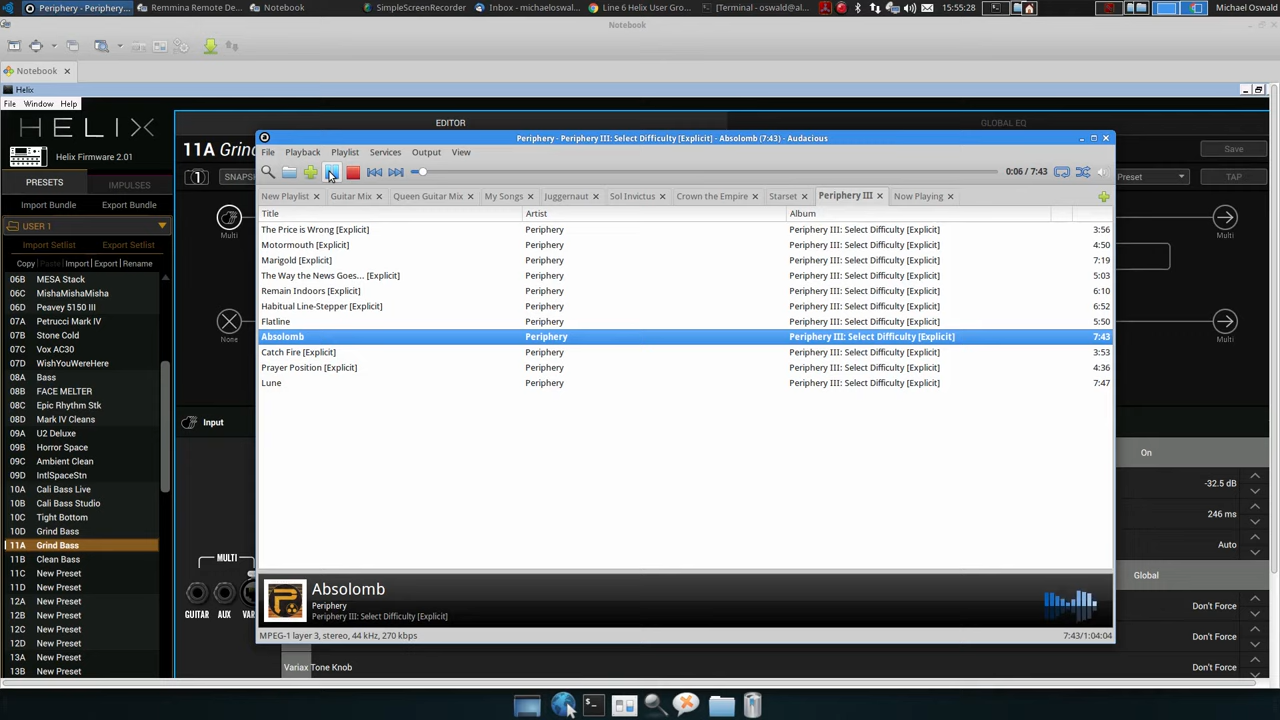 Periphery - Periphery...
Remmina Remote De...
Notebook
SimpleScreenRecorder
Inbox - michaeloswal...
Line 6 Helix User Gro...
[Terminal - oswald@al...
15:55:28
Michael Oswald
Notebook
Notebook
Helix
File Window Help
HELIX
Helix Firmware 2.01
PRESETS
IMPULSES
Import Bundle
Export Bundle
USER 1
Import Setlist
Export Setlist
Copy Paste Import Export Rename
06B MESA Stack
06C MishaMishaMisha
06D Peavey 5150 III
07A Petrucci Mark IV
07B Stone Cold
07C Vox AC30
07D WishYouWereHere
08A Bass
08B FACE MELTER
08C Epic Rhythm Stk
08D Mark IV Cleans
09A U2 Deluxe
09B Horror Space
09C Ambient Clean
09D IntlSpaceStn
10A Cali Bass Live
10B Cali Bass Studio
10C Tight Bottom
10D Grind Bass
11A Grind Bass
11B Clean Bass
11C New Preset
11D New Preset
12A New Preset
12B New Preset
12C New Preset
12D New Preset
13A New Preset
13B New Preset
EDITOR
GLOBAL EQ
11A Grin
Save
1
SNAPS
Preset
TAP
Multi
None
Multi
Multi
Input
MULTI
GUITAR
AUX
VAR
On
-32.5 dB
246 ms
Auto
Global
Don't Force
Don't Force
Variax Tone Knob
Don't Force
Periphery - Periphery III: Select Difficulty [Explicit] - Absolomb (7:43) - Audacious
File Playback Playlist Services Output View
0:06 / 7:43
New Playlist
Guitar Mix
Queen Guitar Mix
My Songs
Juggernaut
Sol Invictus
Crown the Empire
Starset
Periphery III
Now Playing
Title Artist Album
The Price is Wrong [Explicit] Periphery Periphery III: Select Difficulty [Explicit] 3:56
Motormouth [Explicit] Periphery Periphery III: Select Difficulty [Explicit] 4:50
Marigold [Explicit] Periphery Periphery III: Select Difficulty [Explicit] 7:19
The Way the News Goes... [Explicit] Periphery Periphery III: Select Difficulty [Explicit] 5:03
Remain Indoors [Explicit] Periphery Periphery III: Select Difficulty [Explicit] 6:10
Habitual Line-Stepper [Explicit] Periphery Periphery III: Select Difficulty [Explicit] 6:52
Flatline Periphery Periphery III: Select Difficulty [Explicit] 5:50
Absolomb Periphery Periphery III: Select Difficulty [Explicit] 7:43
Catch Fire [Explicit] Periphery Periphery III: Select Difficulty [Explicit] 3:53
Prayer Position [Explicit] Periphery Periphery III: Select Difficulty [Explicit] 4:36
Lune Periphery Periphery III: Select Difficulty [Explicit] 7:47
Absolomb
Periphery
Periphery III: Select Difficulty [Explicit]
MPEG-1 layer 3, stereo, 44 kHz, 270 kbps
7:43/1:04:04